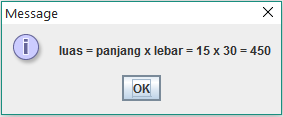 Message
luas = panjang x lebar = 15 x 30 = 450
OK